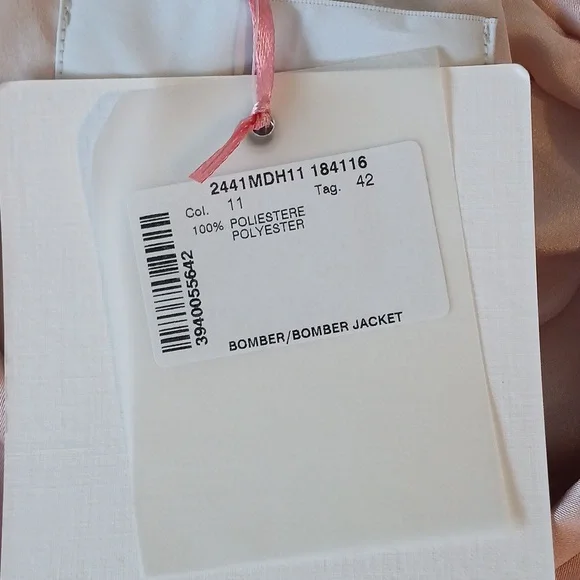 2441MDH11 184116
Col. 11 Tag. 42
100% POLIESTERE
POLYESTER
3940055642
BOMBER/BOMBER JACKET